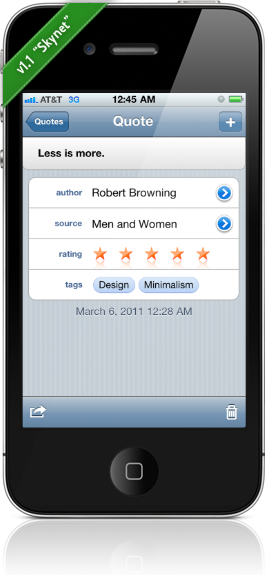 v1.1 "Skynet"
AT&T 3G 12:45 AM
Quotes Quote +
Less is more.
author Robert Browning
source Men and Women
rating
tags Design Minimalism
March 6, 2011 12:28 AM